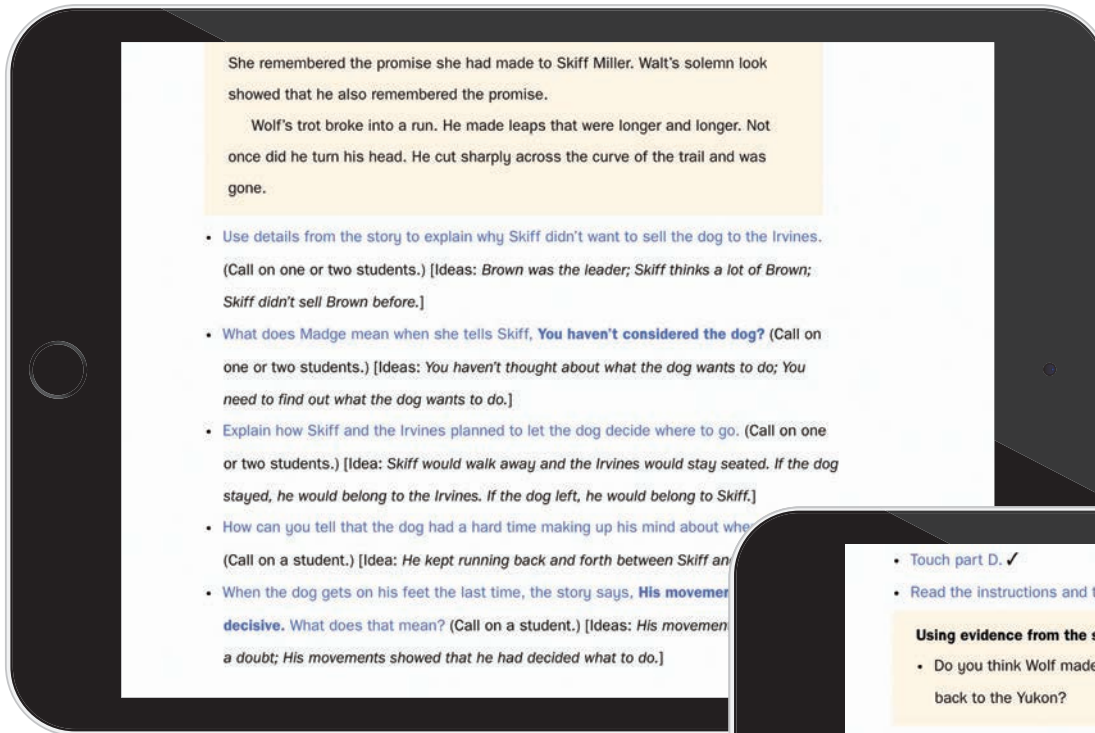 She remembered the promise she had made to Skiff Miller. Walt's solemn look
showed that he also remembered the promise.
Wolf's trot broke into a run. He made leaps that were longer and longer. Not
once did he turn his head. He cut sharply across the curve of the trail and was
gone.
• Use details from the story to explain why Skiff didn't want to sell the dog to the Irvines.
(Call on one or two students.) [Ideas: Brown was the leader; Skiff thinks a lot of Brown;
Skiff didn't sell Brown before.]
• What does Madge mean when she tells Skiff, You haven't considered the dog? (Call on
one or two students.) [Ideas: You haven't thought about what the dog wants to do; You
need to find out what the dog wants to do.]
• Explain how Skiff and the Irvines planned to let the dog decide where to go. (Call on one
or two students.) [Idea: Skiff would walk away and the Irvines would stay seated. If the dog
stayed, he would belong to the Irvines. If the dog left, he would belong to Skiff.]
• How can you tell that the dog had a hard time making up his mind about
(Call on a student.) [Idea: He kept running back and forth between Skiff
• When the dog gets on his feet the last time, the story says, His
decisive. What does that mean? (Call on a student.) [Ideas: His
a doubt; His movements showed that he had decided what to do.]
• Touch part D. ✓
• Read the instructions and
Using evidence from the
• Do you think Wolf made
back to the Yukon?